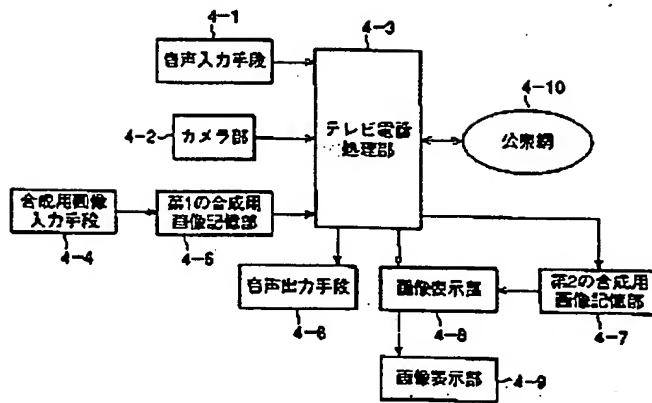 4-1
音声入力手段
4-3
4-2
カメラ部
テレビ電話
処理部
4-10
公衆網
合成用画像
入力手段
4-4
第1の合成用
画像記憶部
4-5
音声出力手段
4-6
画像表示部
4-8
第2の合成用
画像記憶部
4-7
画像表示部
4-9